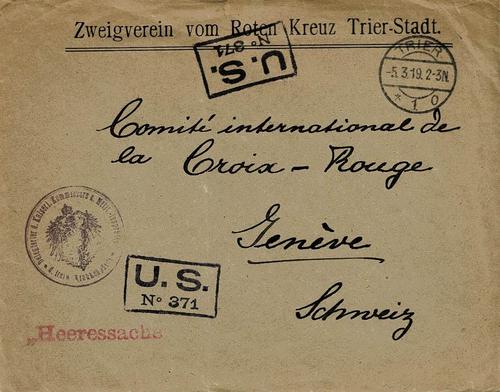 Zweigverein vom Roten Kreuz Trier-Stadt.
U.S.
No 371
TRIER
-5.3.19.2-3N
* 1 o
Comité international de
la Croix - Rouge
Genève
Schweiz
U.S.
No 371
„Heeressache